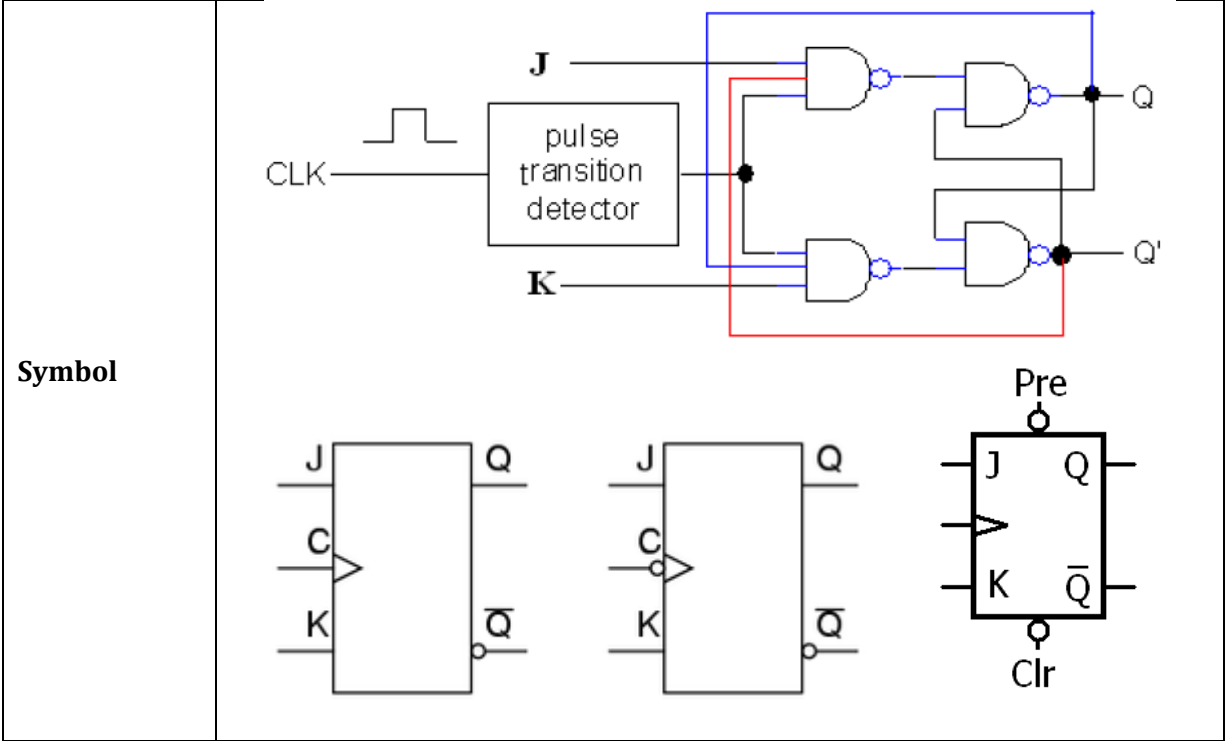 Symbol
J
Q
pulse
CLK
transition
detector
Q'
K
Pre
J Q
J Q
J Q
C
C
K Q̅
K Q̅
K Q̅
Clr